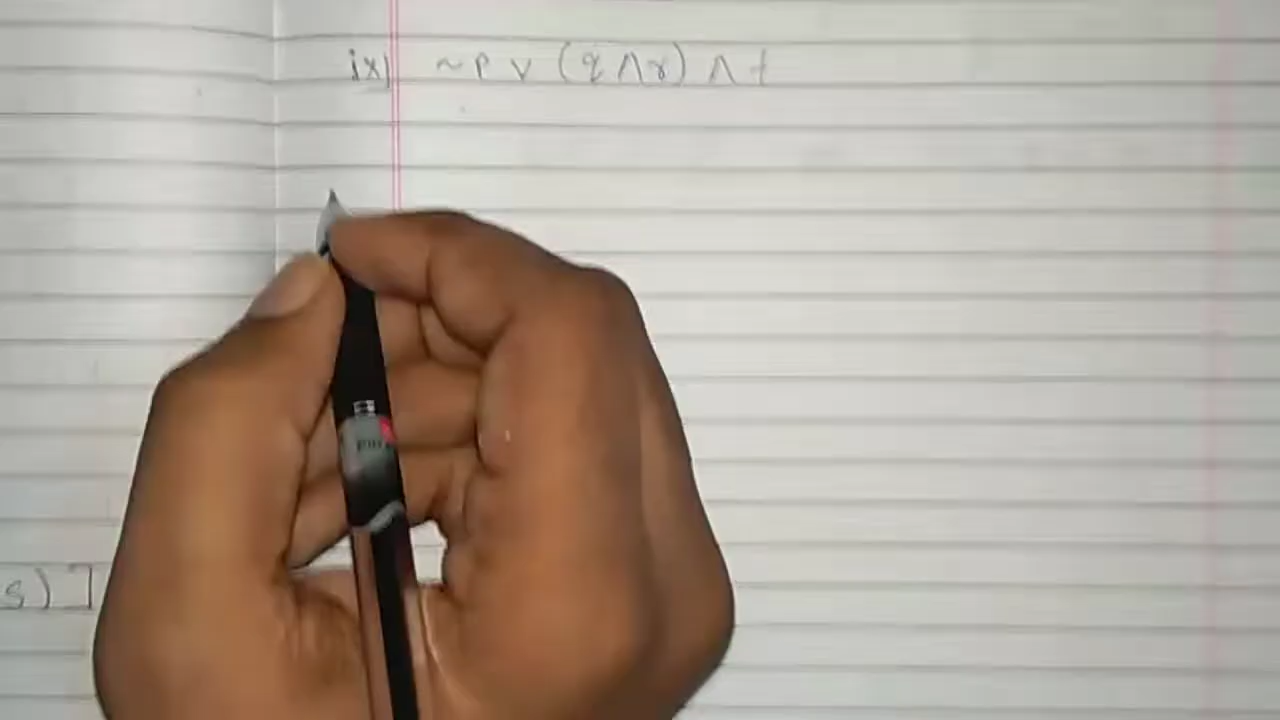 ix) ~p ∨ (q ∧ r) ∧ t
s) ]